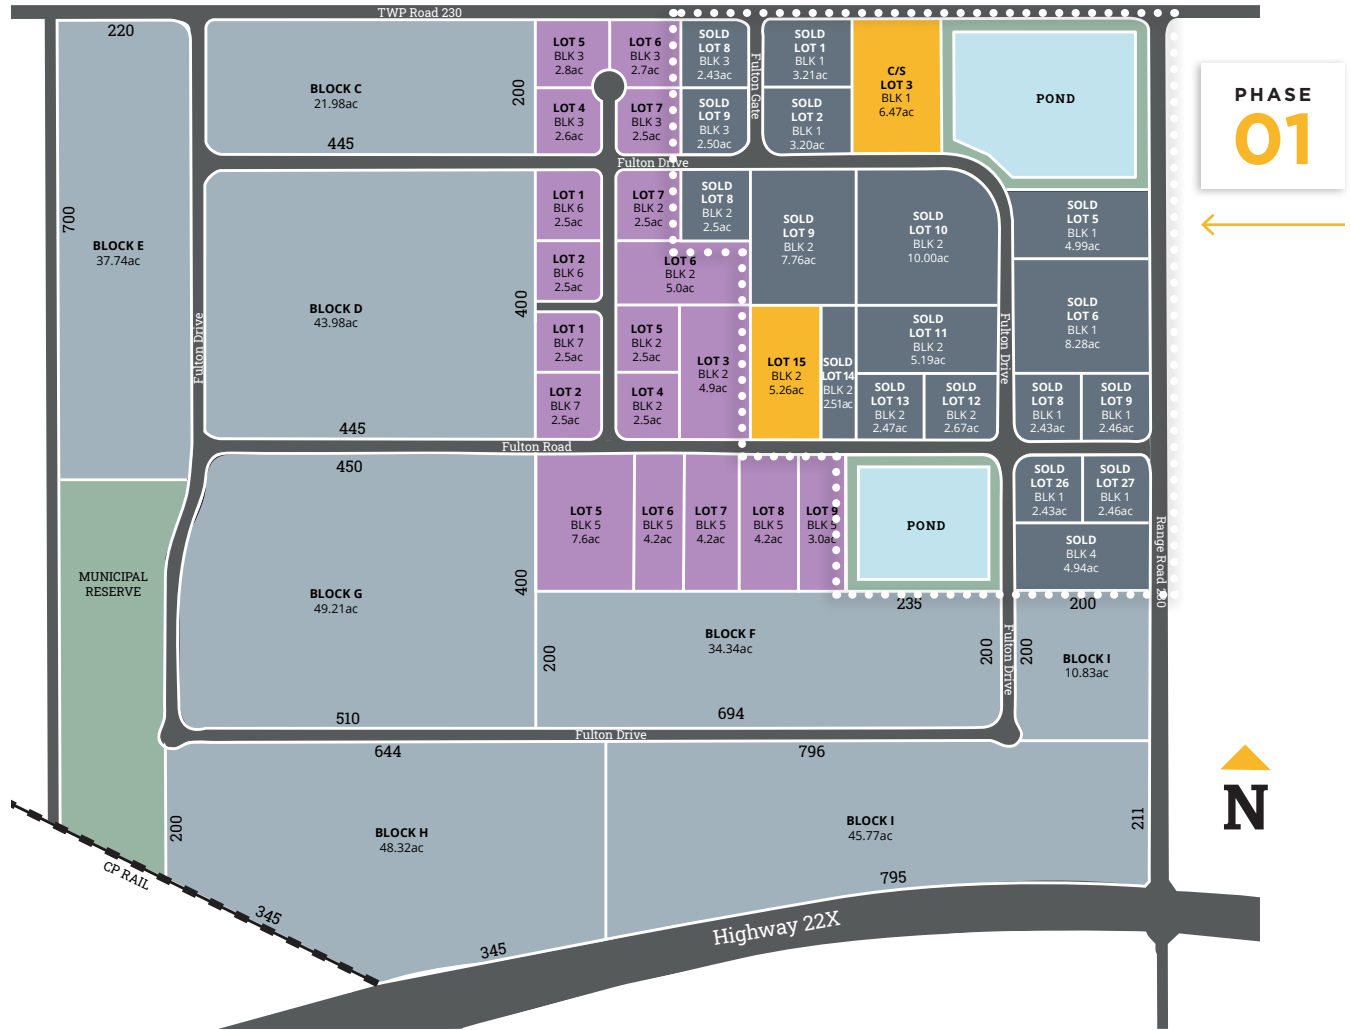 TWP Road 230
220
BLOCK C
21.98ac
200
445
LOT 5
BLK 3
2.8ac
LOT 6
BLK 3
2.7ac
LOT 4
BLK 3
2.6ac
LOT 7
BLK 3
2.5ac
SOLD
LOT 8
BLK 3
2.43ac
SOLD
LOT 9
BLK 3
2.50ac
Fulton Gate
SOLD
LOT 1
BLK 1
3.21ac
SOLD
LOT 2
BLK 1
3.20ac
C/S
LOT 3
BLK 1
6.47ac
POND
PHASE
01
Fulton Drive
700
BLOCK E
37.74ac
Fulton Drive
BLOCK D
43.98ac
400
445
LOT 1
BLK 6
2.5ac
LOT 2
BLK 6
2.5ac
LOT 1
BLK 7
2.5ac
LOT 2
BLK 7
2.5ac
LOT 7
BLK 2
2.5ac
SOLD
LOT 8
BLK 2
2.5ac
LOT 6
BLK 2
5.0ac
LOT 5
BLK 2
2.5ac
LOT 4
BLK 2
2.5ac
LOT 3
BLK 2
4.9ac
SOLD
LOT 9
BLK 2
7.76ac
SOLD
LOT 10
BLK 2
10.00ac
LOT 15
BLK 2
5.26ac
SOLD
LOT 14
BLK 2
2.51ac
SOLD
LOT 11
BLK 2
5.19ac
SOLD
LOT 13
BLK 2
2.47ac
SOLD
LOT 12
BLK 2
2.67ac
Fulton Drive
SOLD
LOT 5
BLK 1
4.99ac
SOLD
LOT 6
BLK 1
8.28ac
SOLD
LOT 8
BLK 1
2.43ac
SOLD
LOT 9
BLK 1
2.46ac
Fulton Road
450
BLOCK G
49.21ac
400
510
LOT 5
BLK 5
7.6ac
LOT 6
BLK 5
4.2ac
LOT 7
BLK 5
4.2ac
LOT 8
BLK 5
4.2ac
LOT 9
BLK 5
3.0ac
POND
SOLD
LOT 26
BLK 1
2.43ac
SOLD
LOT 27
BLK 1
2.46ac
SOLD
BLK 4
4.94ac
Range Road 230
MUNICIPAL
RESERVE
235
200
BLOCK F
34.34ac
200
200
694
Fulton Drive
200
BLOCK I
10.83ac
Fulton Drive
644
796
200
BLOCK H
48.32ac
BLOCK I
45.77ac
211
795
CP RAIL
345
345
Highway 22X
N